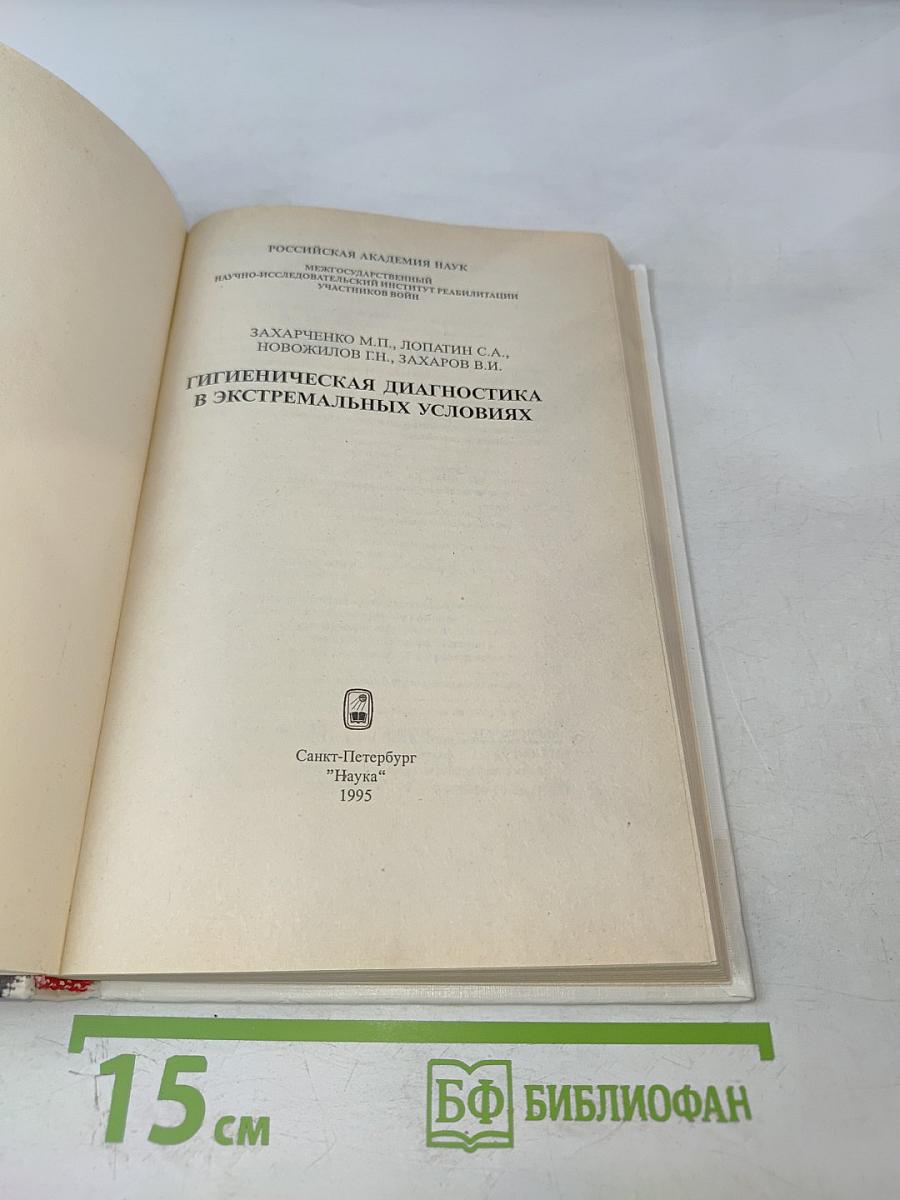 РОССИЙСКАЯ АКАДЕМИЯ НАУК
МЕЖГОСУДАРСТВЕННЫЙ
НАУЧНО-ИССЛЕДОВАТЕЛЬСКИЙ ИНСТИТУТ РЕАБИЛИТАЦИИ
УЧАСТНИКОВ ВОЙН
ЗАХАРЧЕНКО М.П., ЛОПАТИН С.А.,
НОВОЖИЛОВ Г.Н., ЗАХАРОВ В.И.
ГИГИЕНИЧЕСКАЯ ДИАГНОСТИКА
В ЭКСТРЕМАЛЬНЫХ УСЛОВИЯХ
Санкт-Петербург
"Наука“
1995
15 см
БФ БИБЛИОФАН